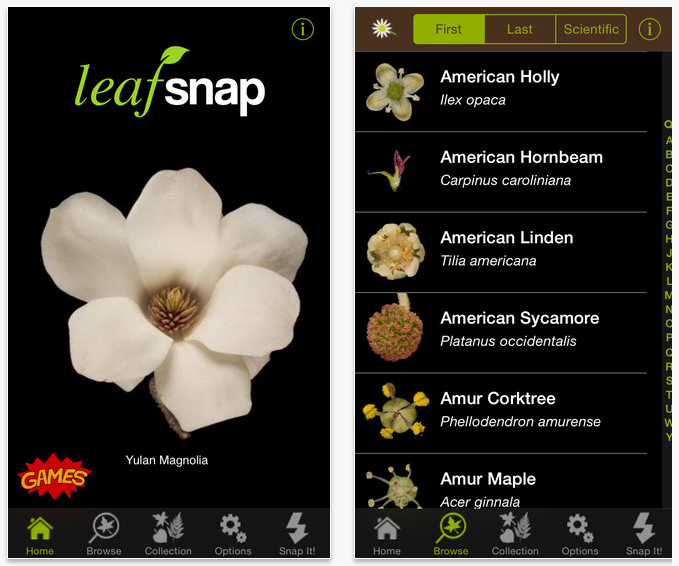 i
leafsnap
Yulan Magnolia
GAMES
Home Browse Collection Options Snap It!
First Last Scientific i
American Holly
Ilex opaca
American Hornbeam
Carpinus caroliniana
American Linden
Tilia americana
American Sycamore
Platanus occidentalis
Amur Corktree
Phellodendron amurense
Amur Maple
Acer ginnala
A
B
C
D
E
F
G
H
J
K
L
M
N
O
P
Q
R
S
T
U
W
Y
Home Browse Collection Options Snap It!